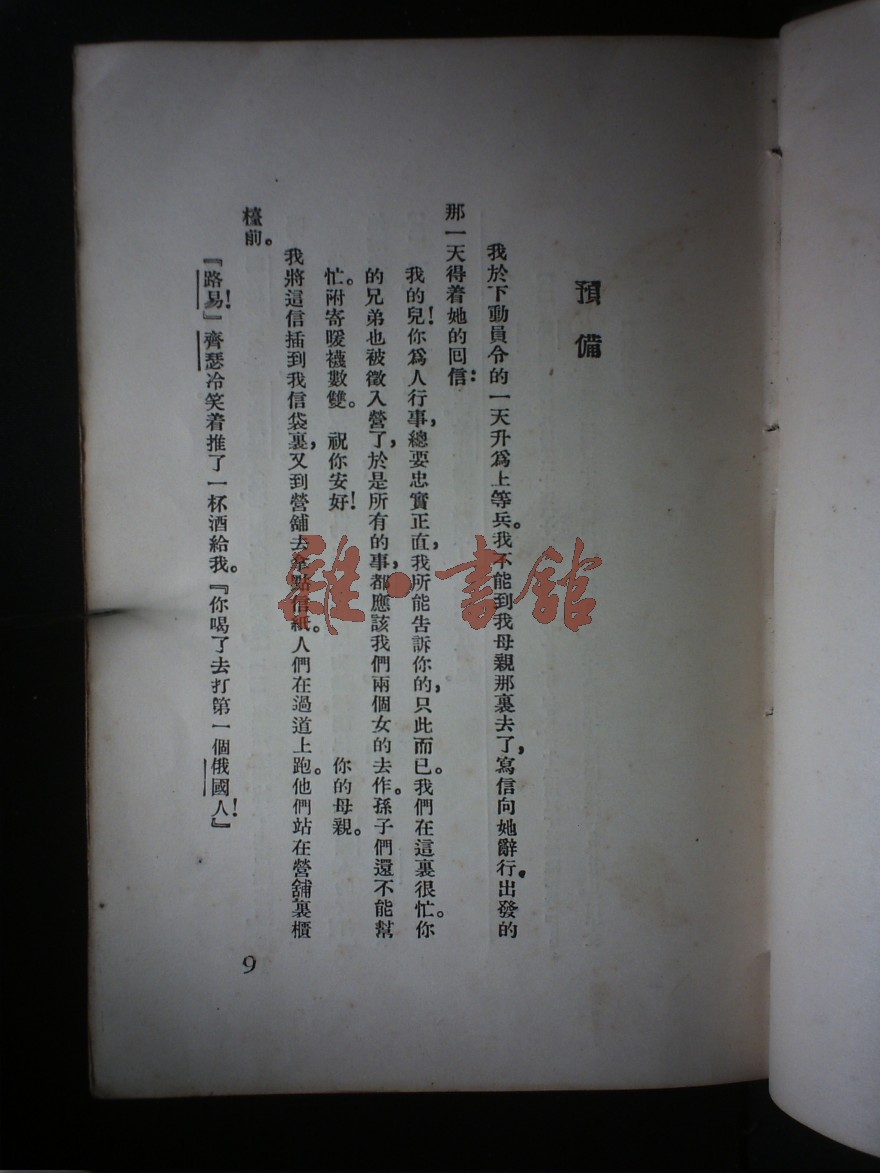 預備
我於下動員令的一天升爲上等兵。我不能到我母親那裏去了，寫信向她辭行。出發的
那一天得着她的回信：
我的兒！你爲人行事，總要忠實正直，我所能告訴你的，只此而已。我們在這裏很忙。你
的兄弟也被徵入營了，於是所有的事，都應該我們兩個女的去作。孫子們還不能幫
忙。附寄暖襪數雙。　祝你安好！
你的母親。
我將這信插到我信袋裏，又到營舖去拿點信紙。人們在過道上跑。他們站在營舖裏櫃
檯前。
『路易！』齊瑟冷笑着推了一杯酒給我。『你喝了去打第一個俄國人！』
9
雜·書館